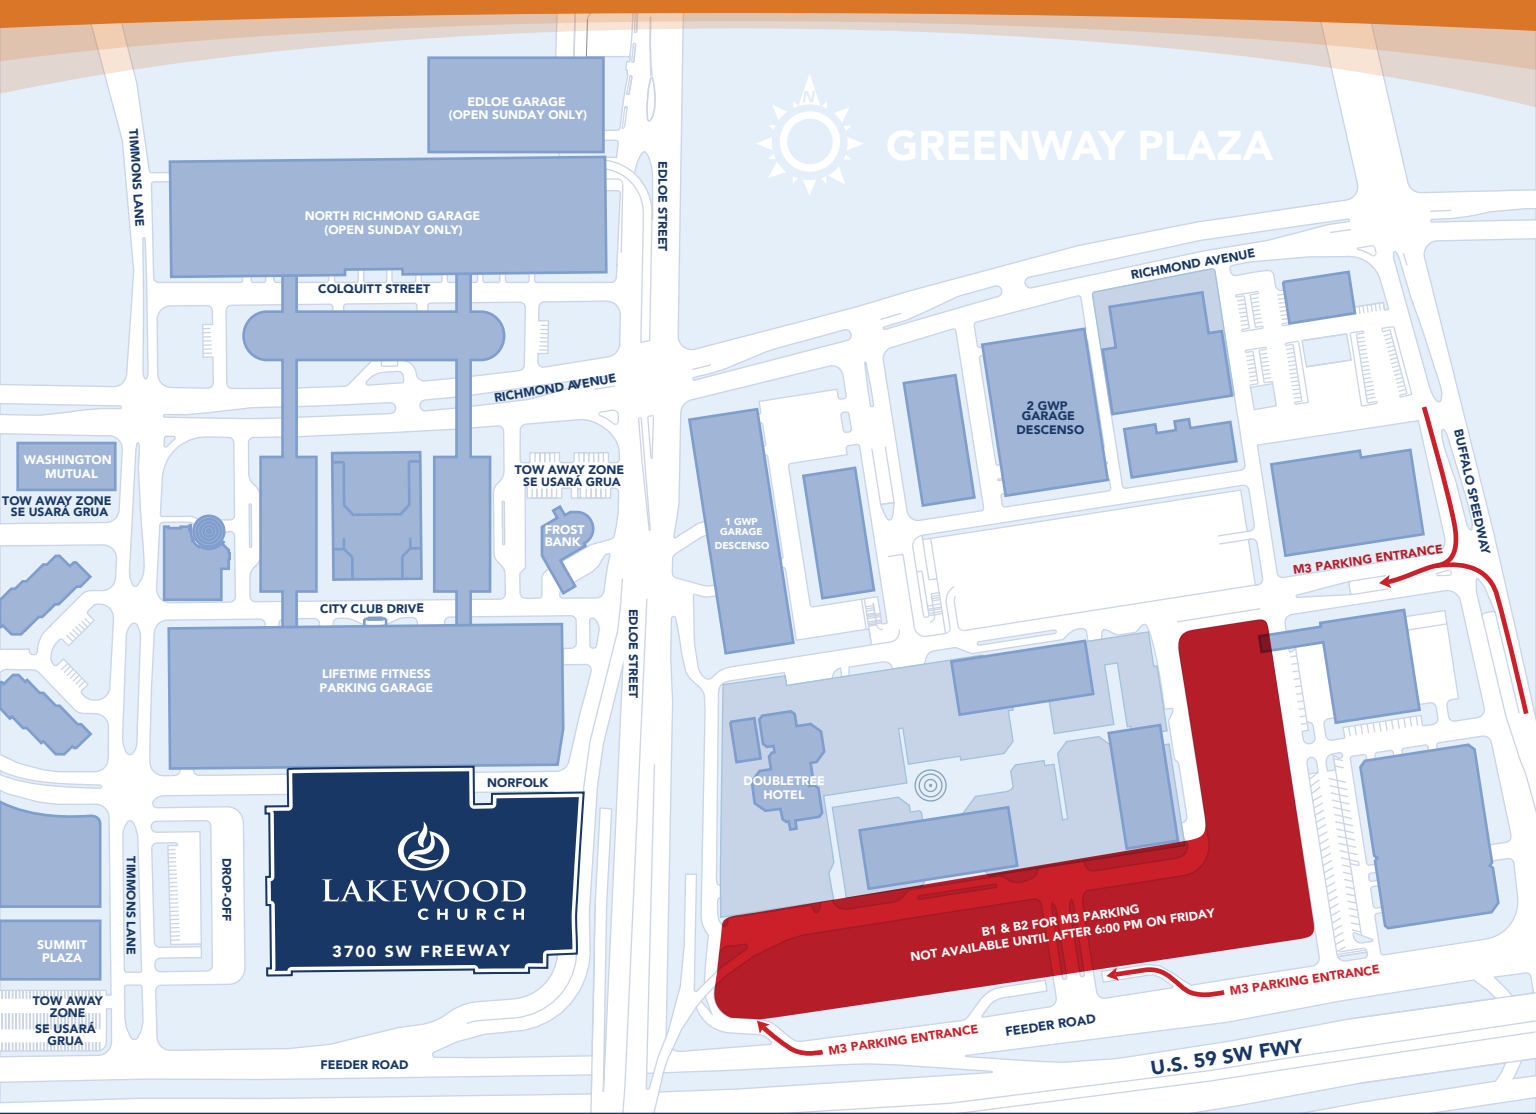 EDLOE GARAGE
(OPEN SUNDAY ONLY)
N
GREENWAY PLAZA
TIMMONS LANE
EDLOE STREET
NORTH RICHMOND GARAGE
(OPEN SUNDAY ONLY)
COLQUITT STREET
RICHMOND AVENUE
RICHMOND AVENUE
2 GWP
GARAGE
DESCENSO
BUFFALO SPEEDWAY
WASHINGTON
MUTUAL
TOW AWAY ZONE
SE USARÁ GRUA
TOW AWAY ZONE
SE USARÁ GRUA
FROST
BANK
1 GWP
GARAGE
DESCENSO
M3 PARKING ENTRANCE
CITY CLUB DRIVE
EDLOE STREET
LIFETIME FITNESS
PARKING GARAGE
NORFOLK
DOUBLETREE
HOTEL
TIMMONS LANE
DROP-OFF
LAKEWOOD
CHURCH
3700 SW FREEWAY
B1 & B2 FOR M3 PARKING
NOT AVAILABLE UNTIL AFTER 6:00 PM ON FRIDAY
SUMMIT
PLAZA
TOW AWAY
ZONE
SE USARÁ
GRUA
M3 PARKING ENTRANCE
M3 PARKING ENTRANCE
FEEDER ROAD
FEEDER ROAD
U.S. 59 SW FWY